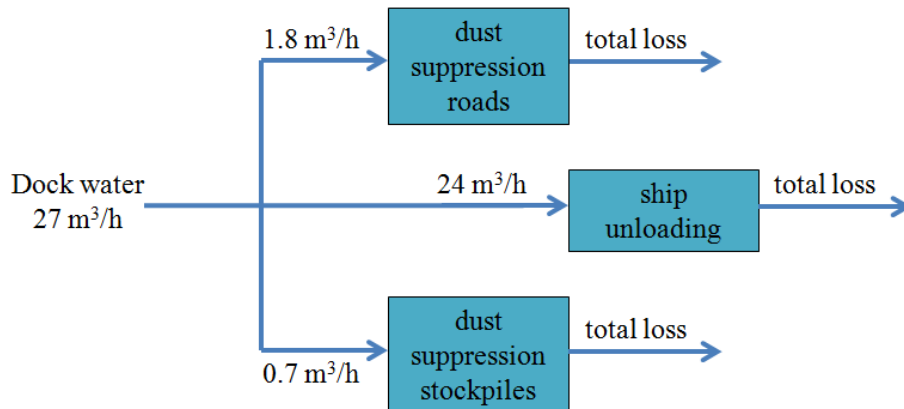 1.8 m³/h
dust
suppression
roads
total loss
Dock water
27 m³/h
24 m³/h
ship
unloading
total loss
0.7 m³/h
dust
suppression
stockpiles
total loss